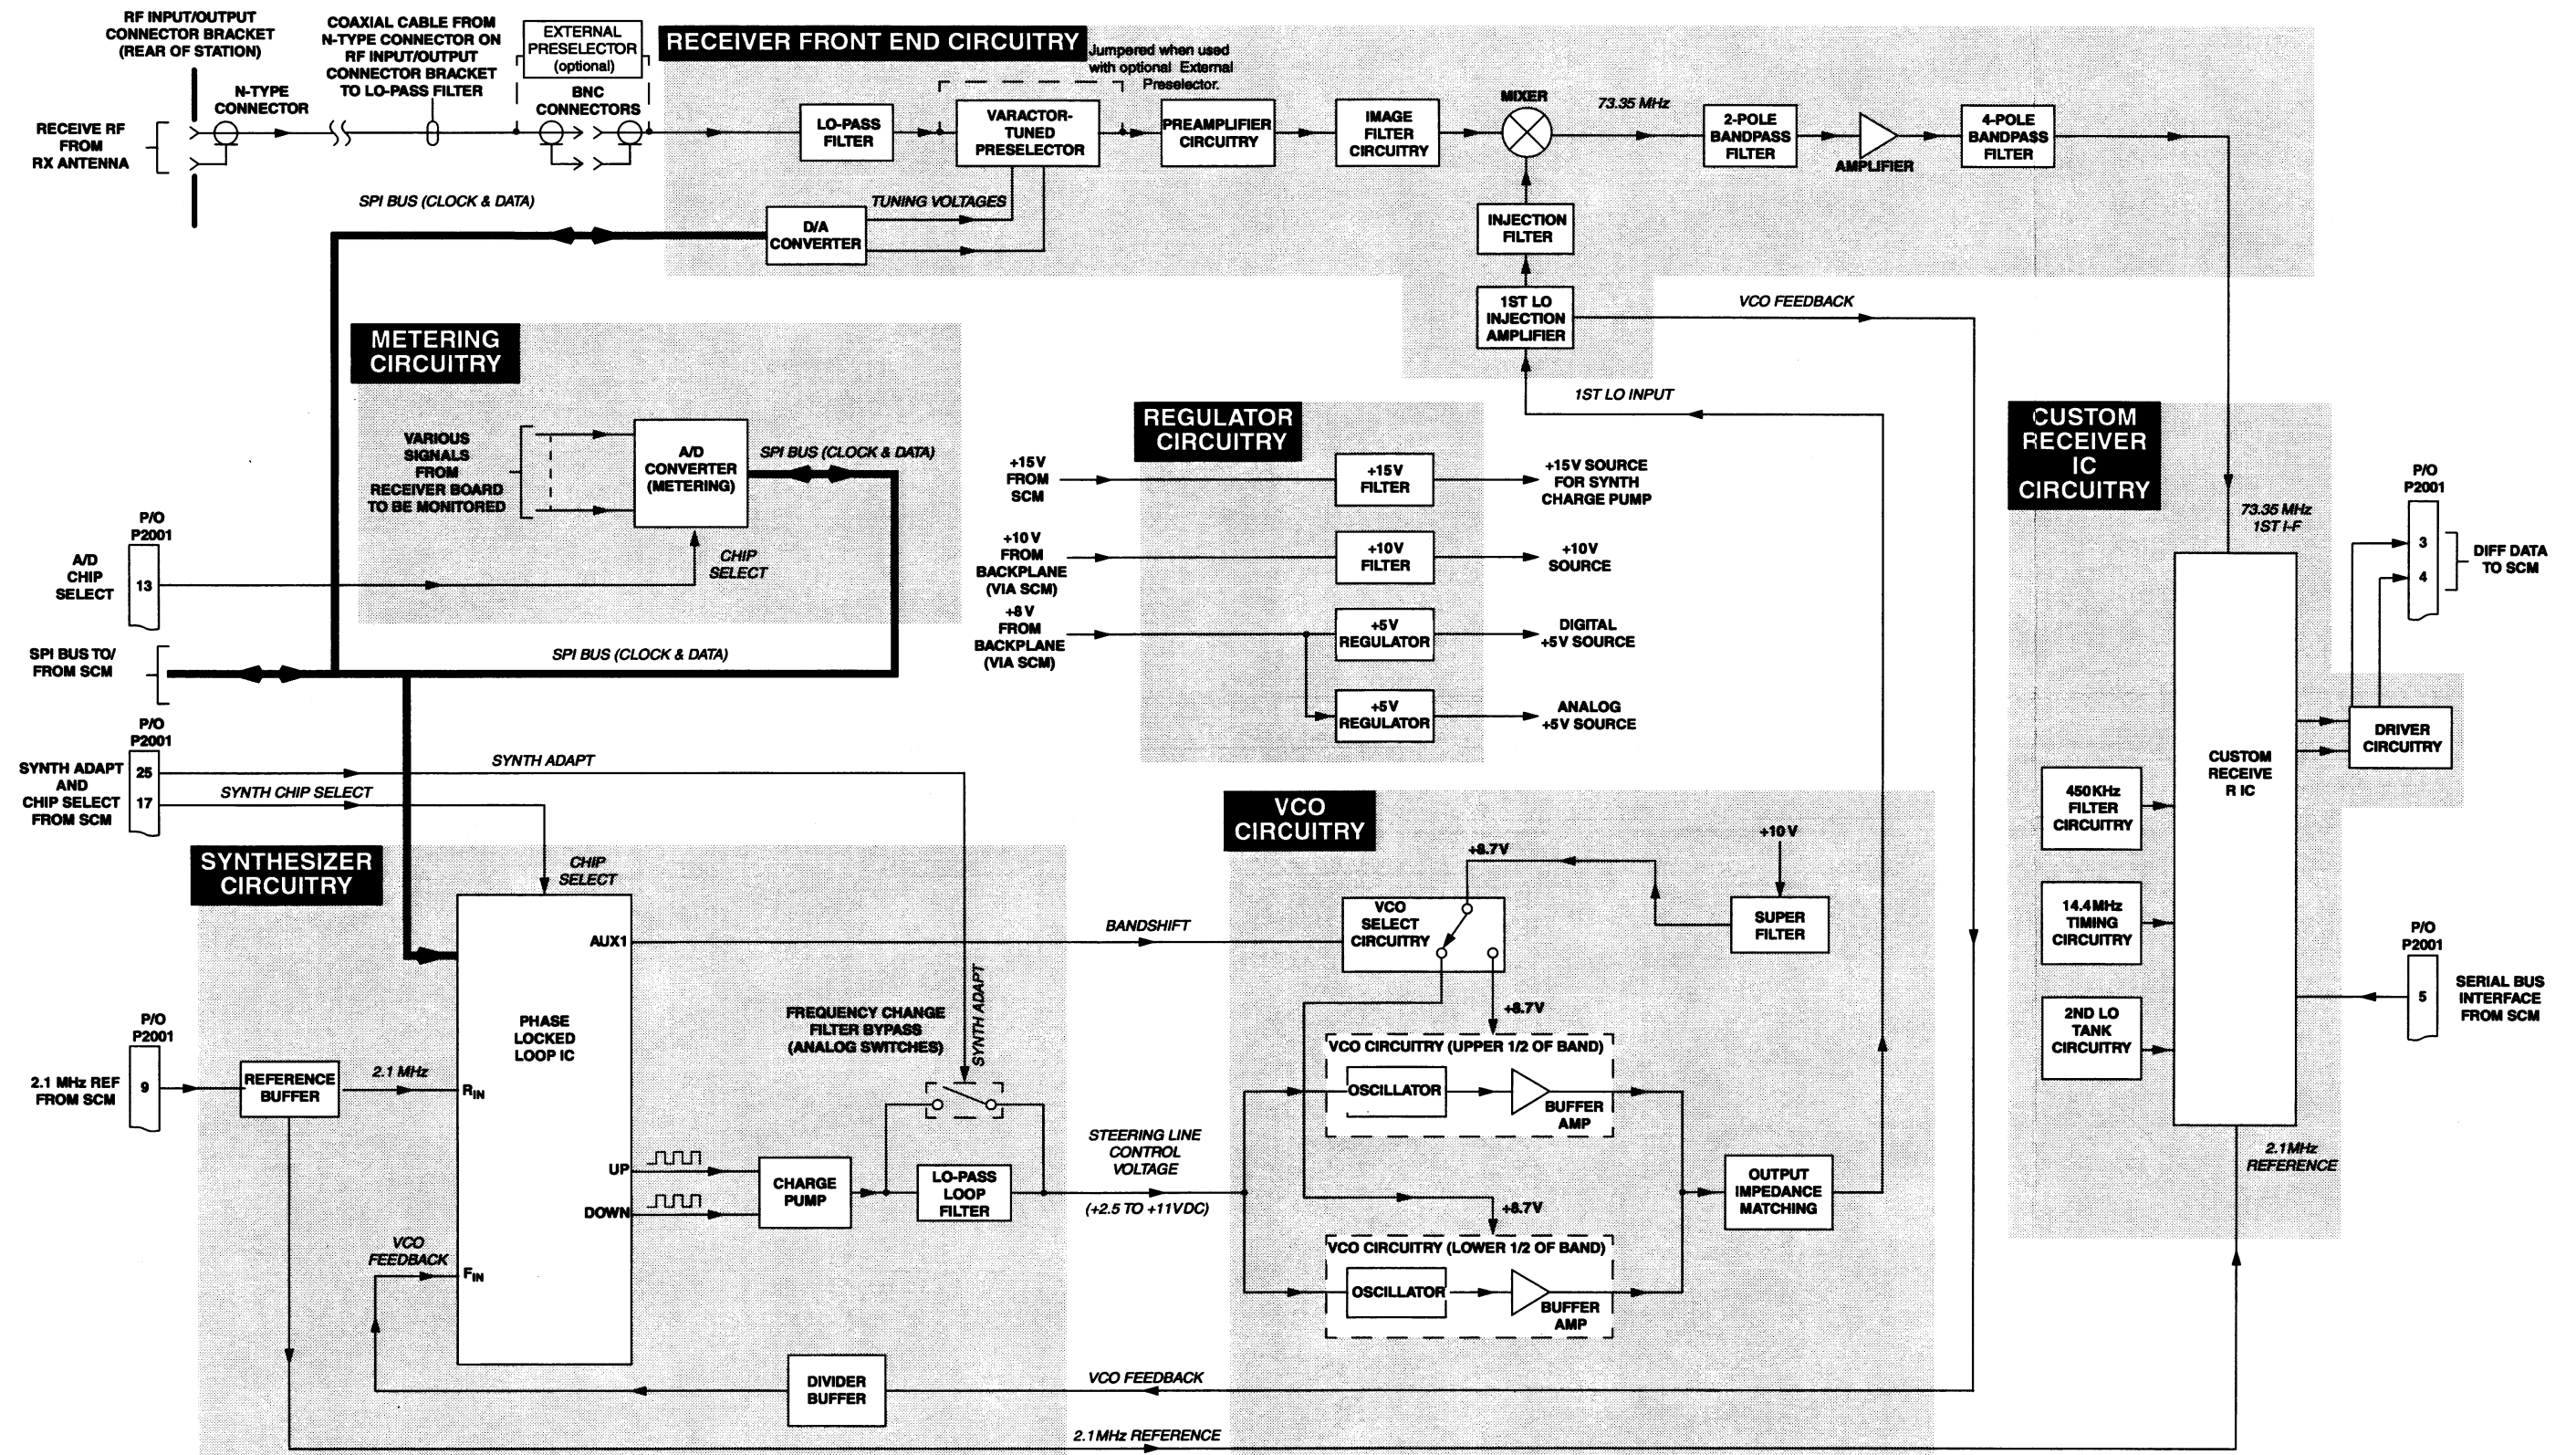 RF INPUT/OUTPUT
CONNECTOR BRACKET
(REAR OF STATION)
COAXIAL CABLE FROM
N-TYPE CONNECTOR ON
RF INPUT/OUTPUT
CONNECTOR BRACKET
TO LO-PASS FILTER
EXTERNAL
PRESELECTOR
(optional)
N-TYPE
CONNECTOR
BNC
CONNECTORS
RECEIVE RF
FROM
RX ANTENNA
RECEIVER FRONT END CIRCUITRY
Jumpered when used
with optional External
Preselector.
LO-PASS
FILTER
VARACTOR-
TUNED
PRESELECTOR
PREAMPLIFIER
CIRCUITRY
IMAGE
FILTER
CIRCUITRY
MIXER
73.35 MHz
2-POLE
BANDPASS
FILTER
AMPLIFIER
4-POLE
BANDPASS
FILTER
SPI BUS (CLOCK & DATA)
TUNING VOLTAGES
D/A
CONVERTER
INJECTION
FILTER
1ST LO
INJECTION
AMPLIFIER
VCO FEEDBACK
1ST LO INPUT
METERING
CIRCUITRY
VARIOUS
SIGNALS
FROM
RECEIVER BOARD
TO BE MONITORED
A/D
CONVERTER
(METERING)
SPI BUS (CLOCK & DATA)
CHIP
SELECT
P/O
P2001
A/D
CHIP
SELECT
13
SPI BUS TO/
FROM SCM
SPI BUS (CLOCK & DATA)
REGULATOR
CIRCUITRY
+15V
FROM
SCM
+15V
FILTER
+15V SOURCE
FOR SYNTH
CHARGE PUMP
+10 V
FROM
BACKPLANE
(VIA SCM)
+10V
FILTER
+10V
SOURCE
+8 V
FROM
BACKPLANE
(VIA SCM)
+5V
REGULATOR
DIGITAL
+5V SOURCE
+5V
REGULATOR
ANALOG
+5V SOURCE
CUSTOM
RECEIVER
IC
CIRCUITRY
73.35 MHz
1ST I-F
P/O
P2001
3
4
DIFF DATA
TO SCM
DRIVER
CIRCUITRY
CUSTOM
RECEIVE
R IC
450KHz
FILTER
CIRCUITRY
14.4MHz
TIMING
CIRCUITRY
2ND LO
TANK
CIRCUITRY
P/O
P2001
5
SERIAL BUS
INTERFACE
FROM SCM
2.1MHz
REFERENCE
P/O
P2001
SYNTH ADAPT
AND
CHIP SELECT
FROM SCM
25
17
SYNTH ADAPT
SYNTH CHIP SELECT
SYNTHESIZER
CIRCUITRY
CHIP
SELECT
AUX1
PHASE
LOCKED
LOOP IC
P/O
P2001
2.1 MHz REF
FROM SCM
9
REFERENCE
BUFFER
2.1 MHz
RIN
UP
DOWN
VCO
FEEDBACK
FIN
FREQUENCY CHANGE
FILTER BYPASS
(ANALOG SWITCHES)
SYNTH ADAPT
CHARGE
PUMP
LO-PASS
LOOP
FILTER
DIVIDER
BUFFER
BANDSHIFT
STEERING LINE
CONTROL
VOLTAGE
(+2.5 TO +11VDC)
VCO
CIRCUITRY
+8.7V
+10 V
VCO
SELECT
CIRCUITRY
SUPER
FILTER
+8.7V
VCO CIRCUITRY (UPPER 1/2 OF BAND)
OSCILLATOR
BUFFER
AMP
+8.7V
VCO CIRCUITRY (LOWER 1/2 OF BAND)
OSCILLATOR
BUFFER
AMP
OUTPUT
IMPEDANCE
MATCHING
VCO FEEDBACK
2.1MHz REFERENCE